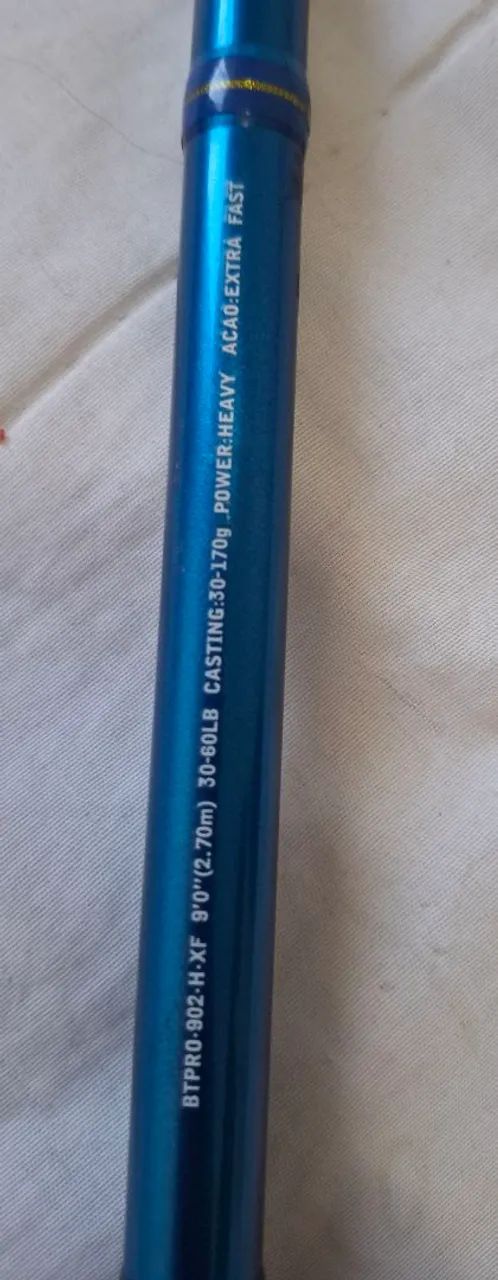 BTPRO·902·H·XF 9'0''(2.70m) 30-60LB CASTING:30-170g POWER:HEAVY ACAO:EXTRA FAST